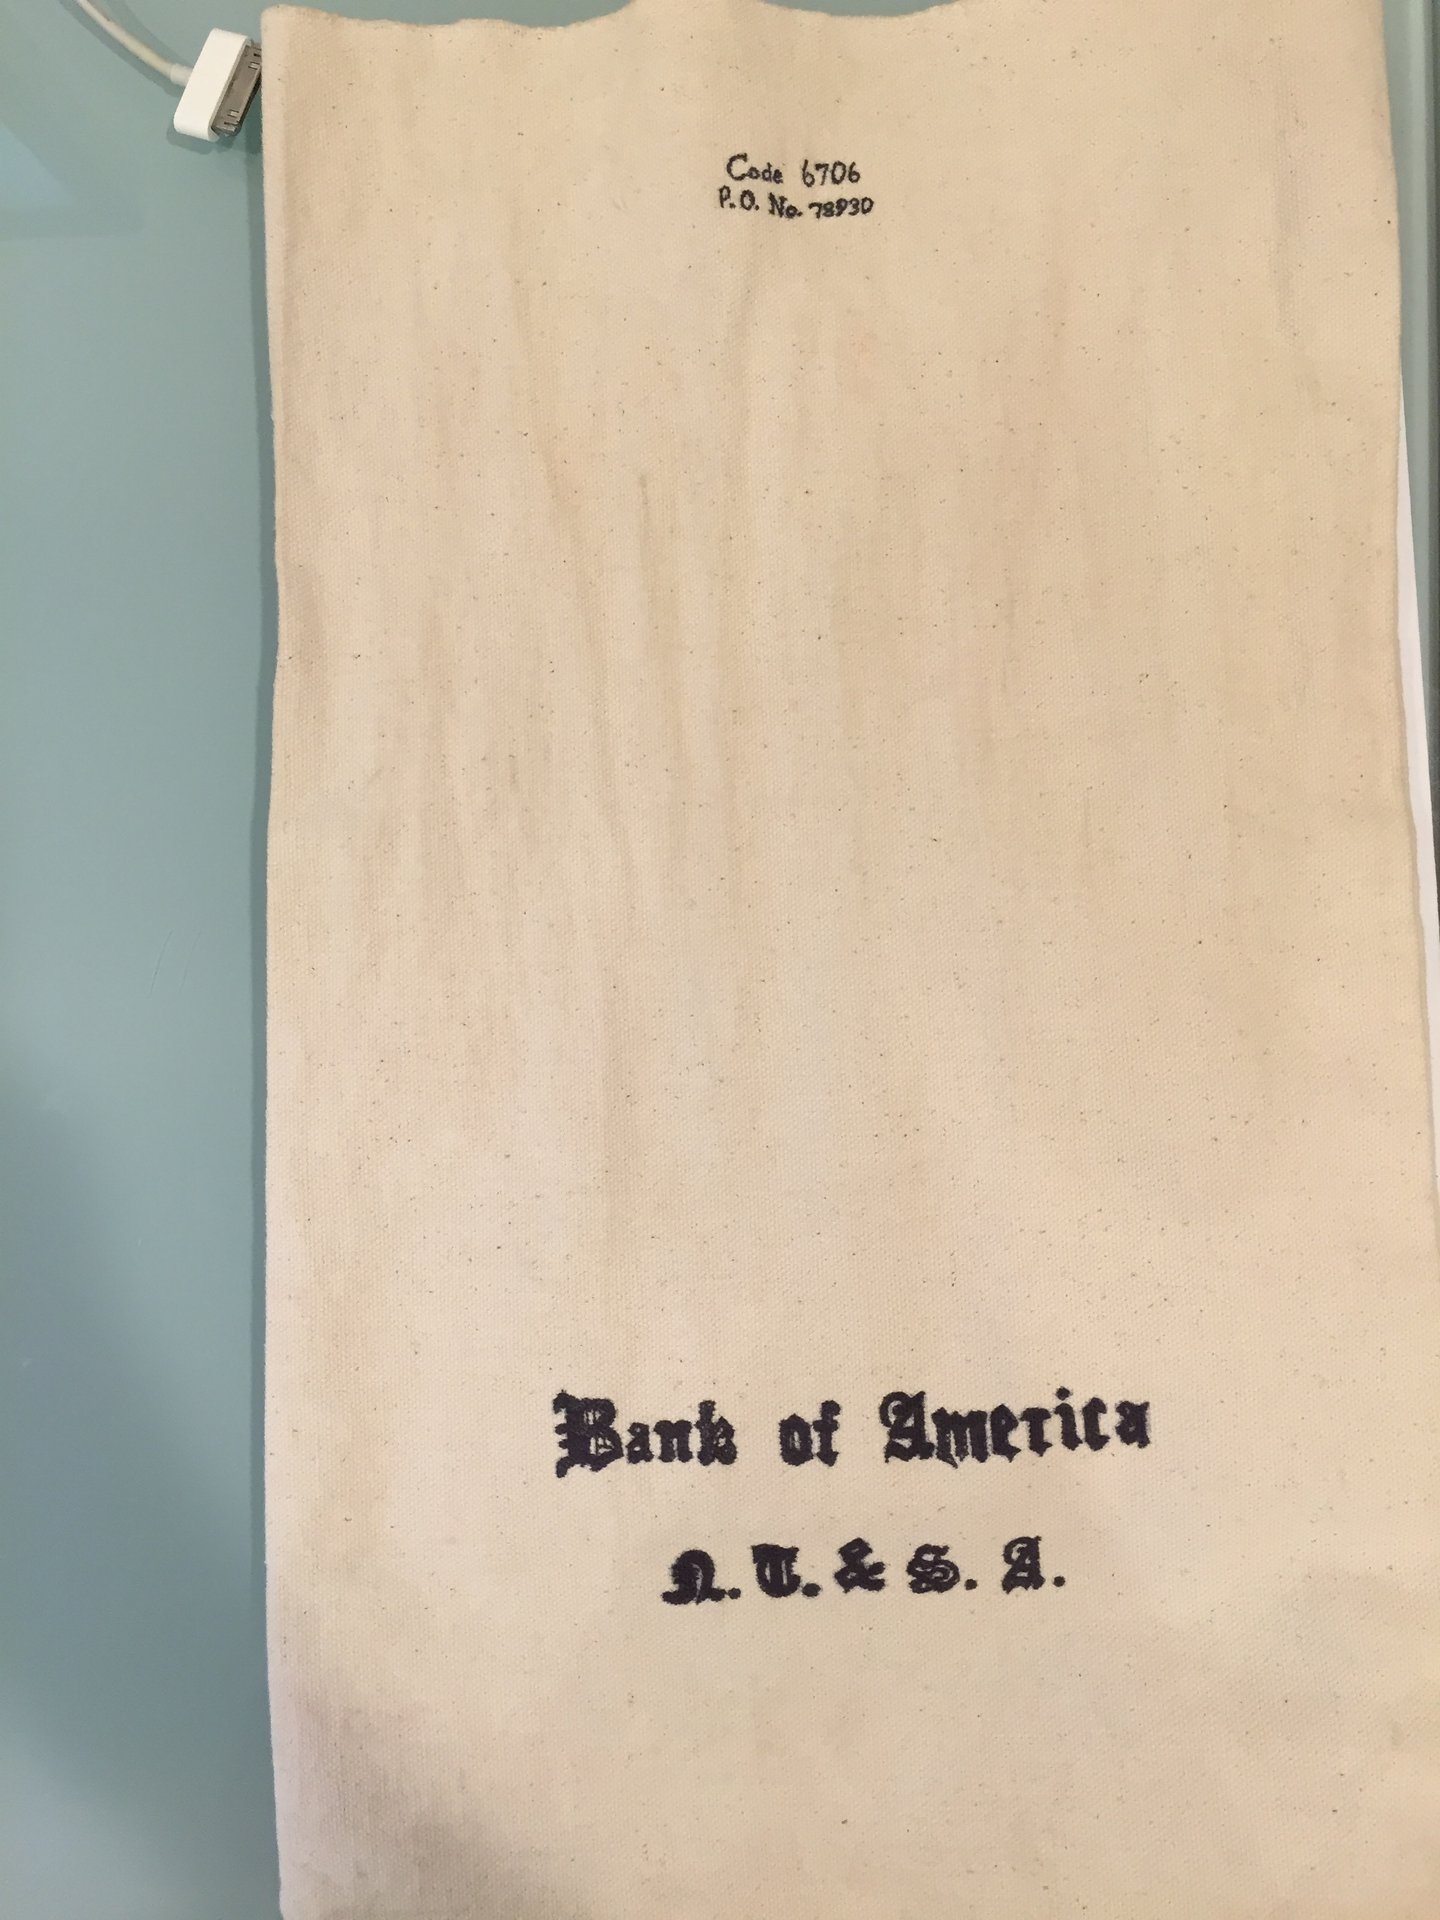 Code 6706
P.O. No. 78930
Bank of America
N.T. & S. A.